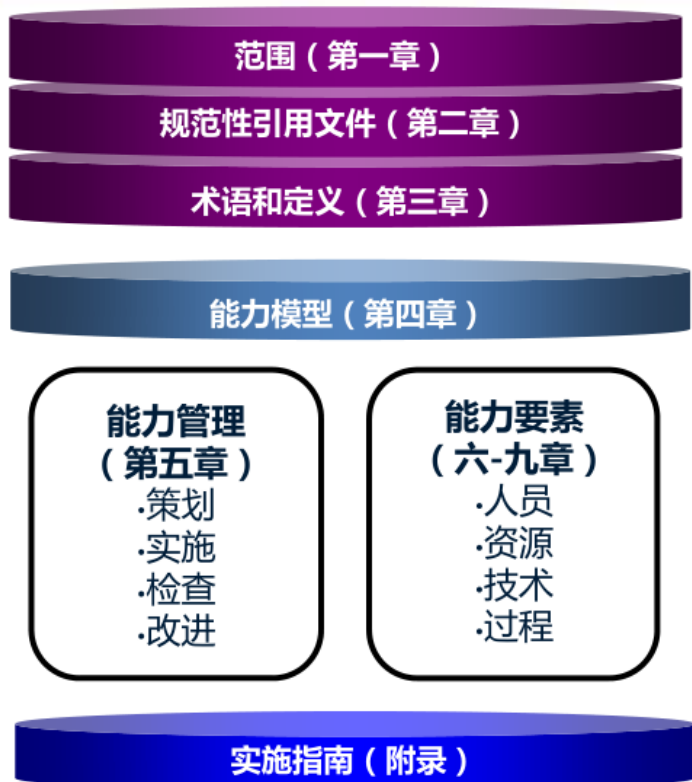 范围（第一章）
规范性引用文件（第二章）
术语和定义（第三章）
能力模型（第四章）
能力管理
（第五章）
·策划
·实施
·检查
·改进
能力要素
（六-九章）
·人员
·资源
·技术
·过程
实施指南（附录）